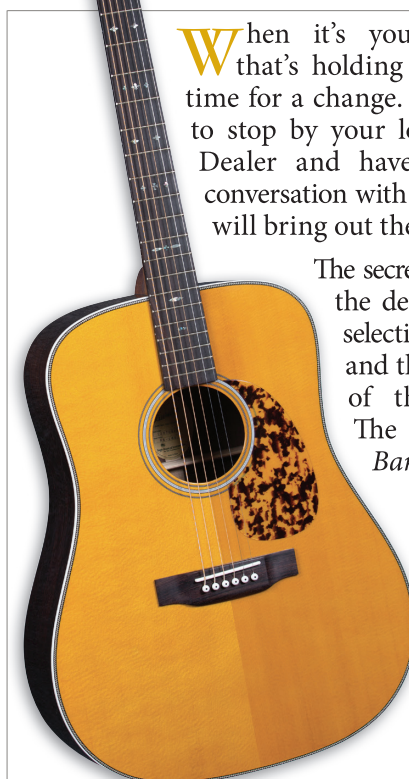 When it's you
that's holding
time for a change.
to stop by your l
Dealer and have
conversation with
will bring out the
The secre
the de
selecti
and th
of th
The
Bar